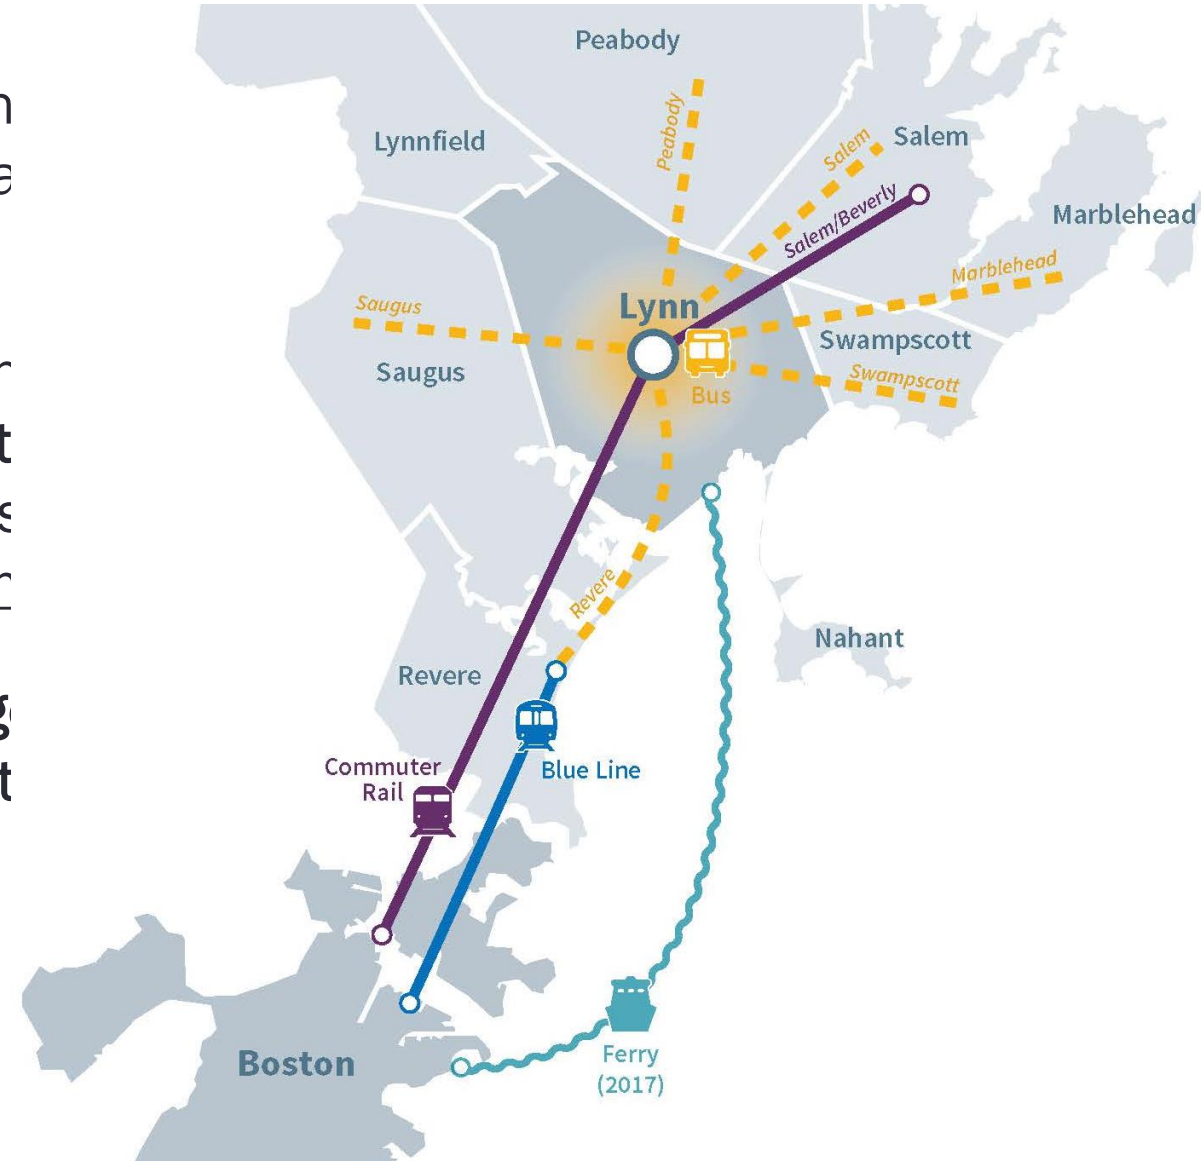 Peabody
Peabody
Lynnfield
Salem
Salem
Salem/Beverly
Marblehead
Marblehead
Lynn
Saugus
Saugus
Swampscott
Swampscott
Bus
Revere
Nahant
Revere
Commuter
Rail
Blue Line
Boston
Ferry
(2017)